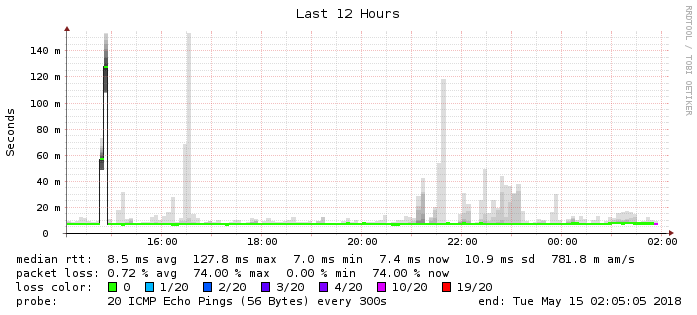 Last 12 Hours
RRDTOOL / TOBI OETIKER
Seconds
140 m
120 m
100 m
80 m
60 m
40 m
20 m
0
16:00 18:00 20:00 22:00 00:00 02:00
median rtt: 8.5 ms avg 127.8 ms max 7.0 ms min 7.4 ms now 10.9 ms sd 781.8 m am/s
packet loss: 0.72 % avg 74.00 % max 0.00 % min 74.00 % now
loss color: 0 1/20 2/20 3/20 4/20 10/20 19/20
probe: 20 ICMP Echo Pings (56 Bytes) every 300s end: Tue May 15 02:05:05 2018